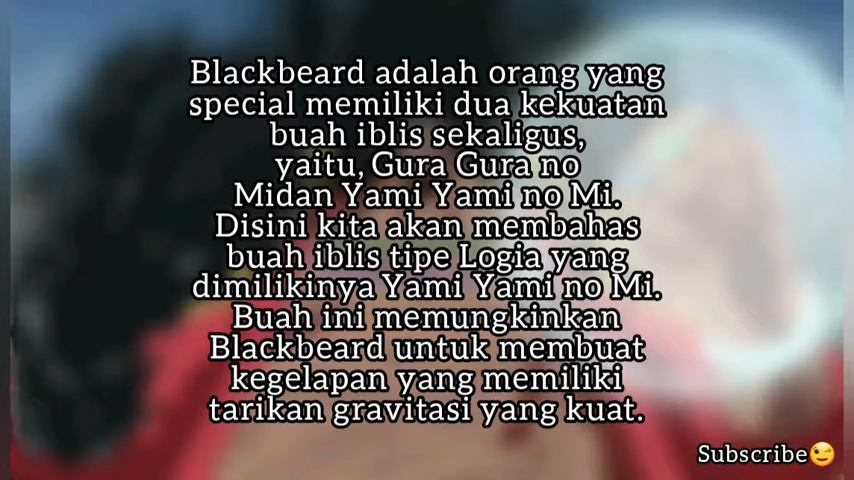 Blackbeard adalah orang yang
special memiliki dua kekuatan
buah iblis sekaligus,
yaitu, Gura Gura no
Midan Yami Yami no Mi.
Disini kita akan membahas
buah iblis tipe Logia yang
dimilikinya Yami Yami no Mi.
Buah ini memungkinkan
Blackbeard untuk membuat
kegelapan yang memiliki
tarikan gravitasi yang kuat.
Subscribe😉